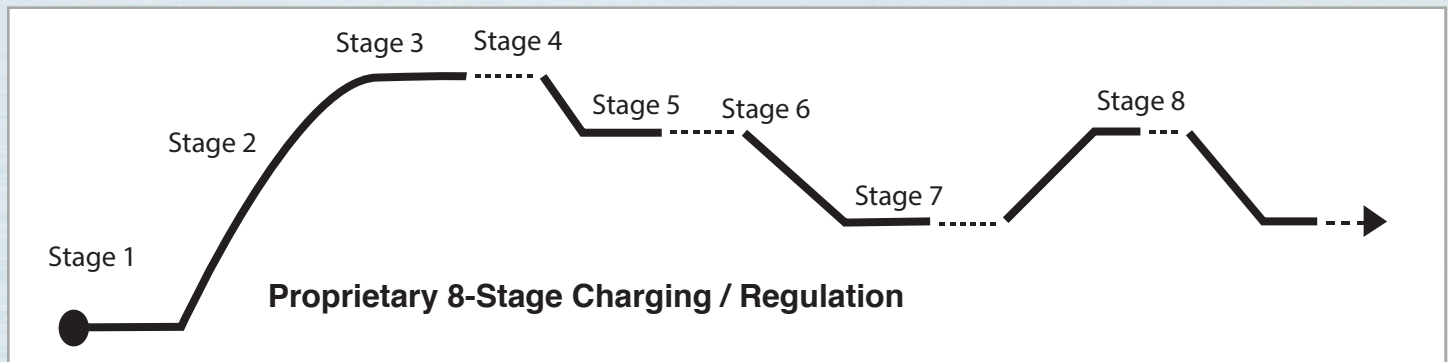 Stage 1
Stage 2
Stage 3
Stage 4
Stage 5
Stage 6
Stage 7
Stage 8
Proprietary 8-Stage Charging / Regulation